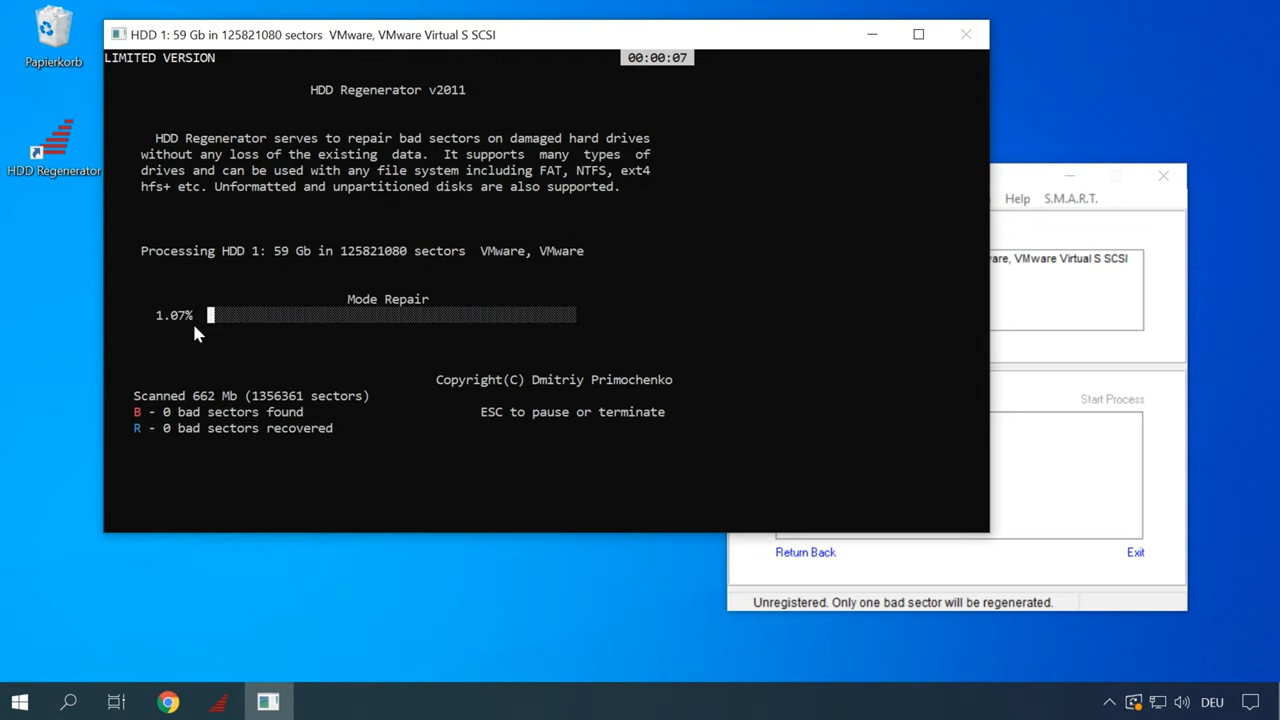 Papierkorb
HDD Regenerator
HDD 1: 59 Gb in 125821080 sectors  VMware, VMware Virtual S SCSI
LIMITED VERSION
00:00:07
HDD Regenerator v2011
HDD Regenerator serves to repair bad sectors on damaged hard drives
without any loss of the existing data. It supports many types of
drives and can be used with any file system including FAT, NTFS, ext4
hfs+ etc. Unformatted and unpartitioned disks are also supported.
Processing HDD 1: 59 Gb in 125821080 sectors  VMware, VMware
Mode Repair
1.07%
Copyright(C) Dmitriy Primochenko
Scanned 662 Mb (1356361 sectors)
B - 0 bad sectors found
ESC to pause or terminate
R - 0 bad sectors recovered
Help
S.M.A.R.T.
are, VMware Virtual S SCSI
Start Process
Return Back
Exit
Unregistered. Only one bad sector will be regenerated.
DEU